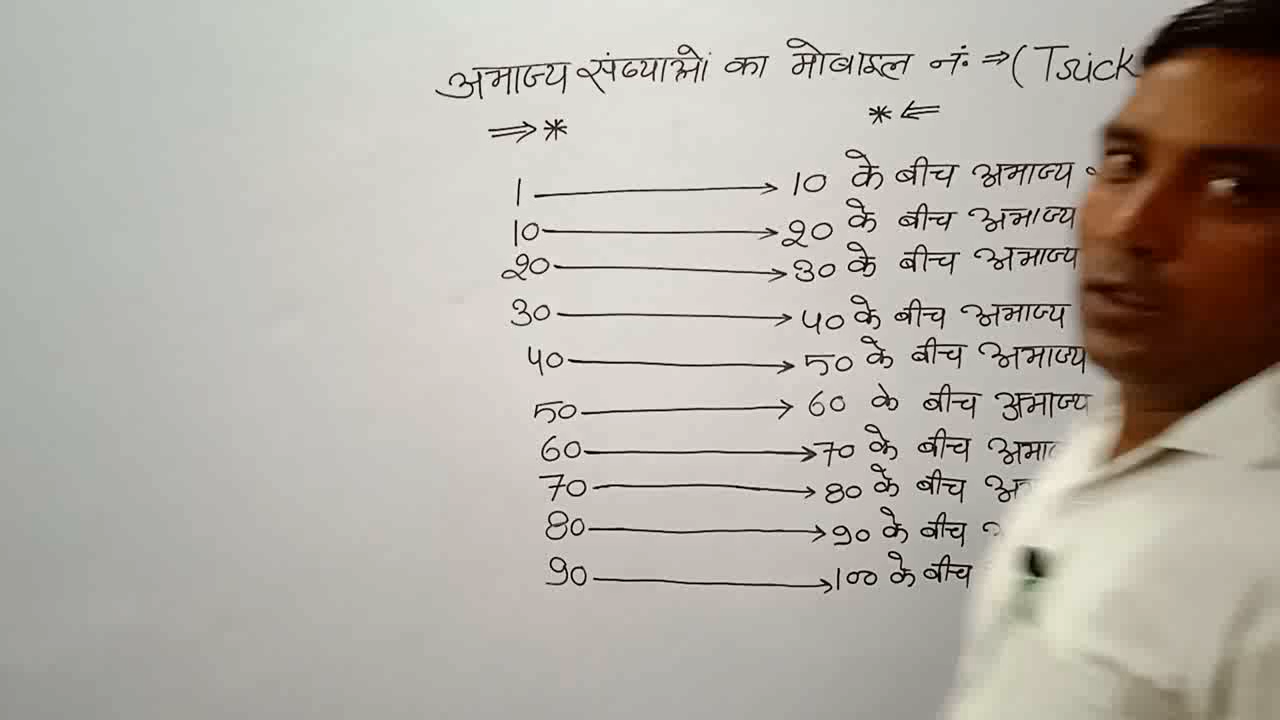 अभाज्य संख्याओं का मोबाइल नं. ⇒ (Trick
⇒ * * ⇐
1 → 10 के बीच अभाज्य
10 → 20 के बीच अभाज्य
20 → 30 के बीच अभाज्य
30 → 40 के बीच अभाज्य
40 → 50 के बीच अभाज्य
50 → 60 के बीच अभाज्य
60 → 70 के बीच
70 → 80 के बीच
80 → 90 के बीच
90 → 100 के बीच